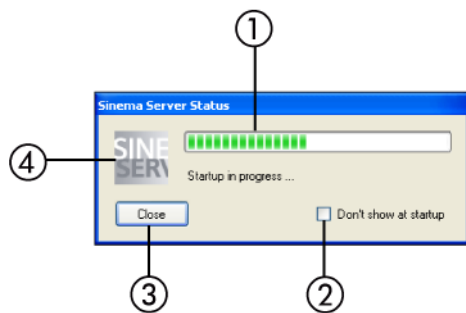 1
Sinema Server Status
4
SINE
SERV
Startup in progress ...
Close
Don't show at startup
3
2